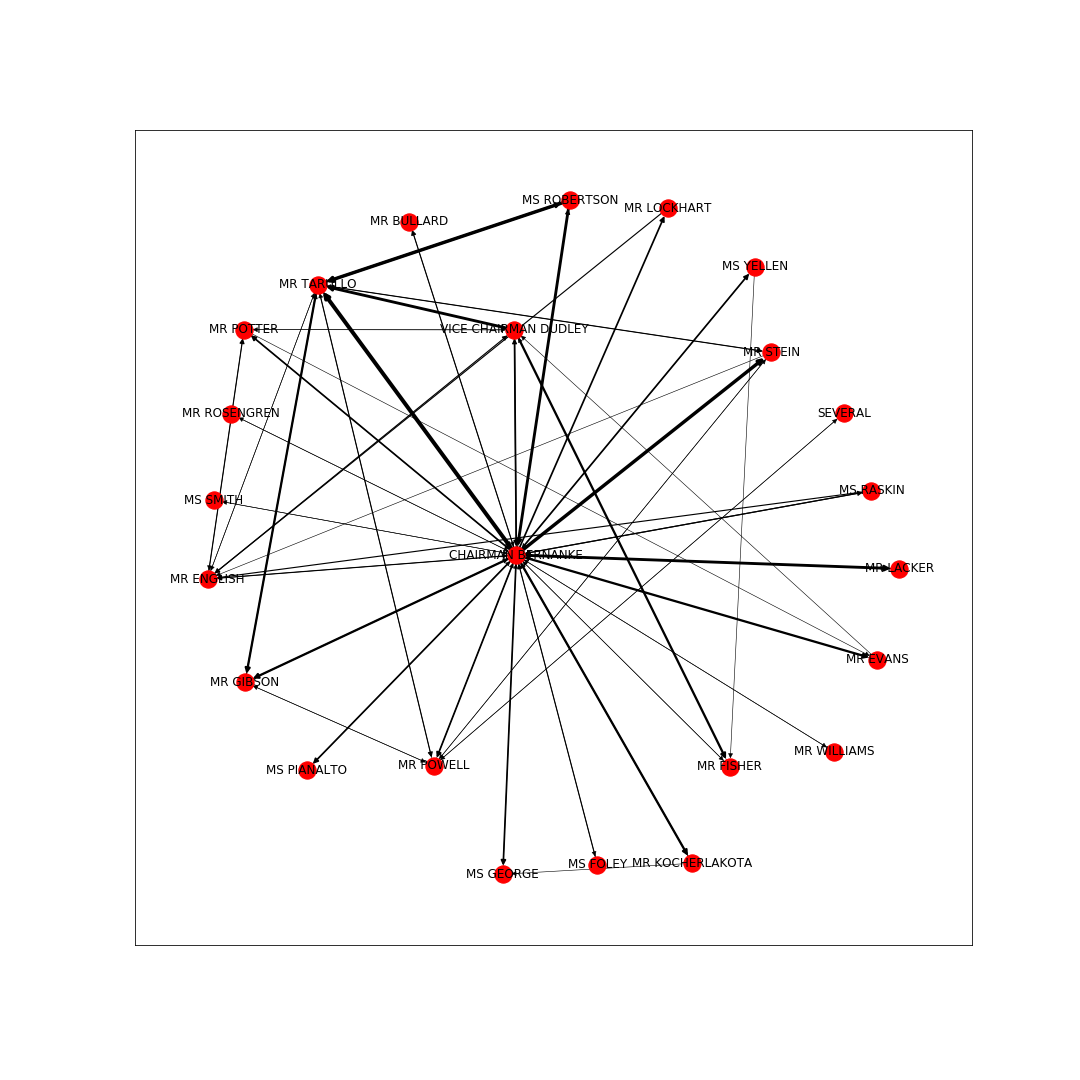 MS ROBERTSON
MR LOCKHART
MR BULLARD
MS YELLEN
MR TARULLO
MR POTTER
VICE CHAIRMAN DUDLEY
MR STEIN
MR ROSENGREN
SEVERAL
MS RASKIN
MS SMITH
CHAIRMAN BERNANKE
MR LACKER
MR ENGLISH
MR EVANS
MR GIBSON
MR WILLIAMS
MS PIANALTO
MR POWELL
MR FISHER
MS FOLEY
MR KOCHERLAKOTA
MS GEORGE